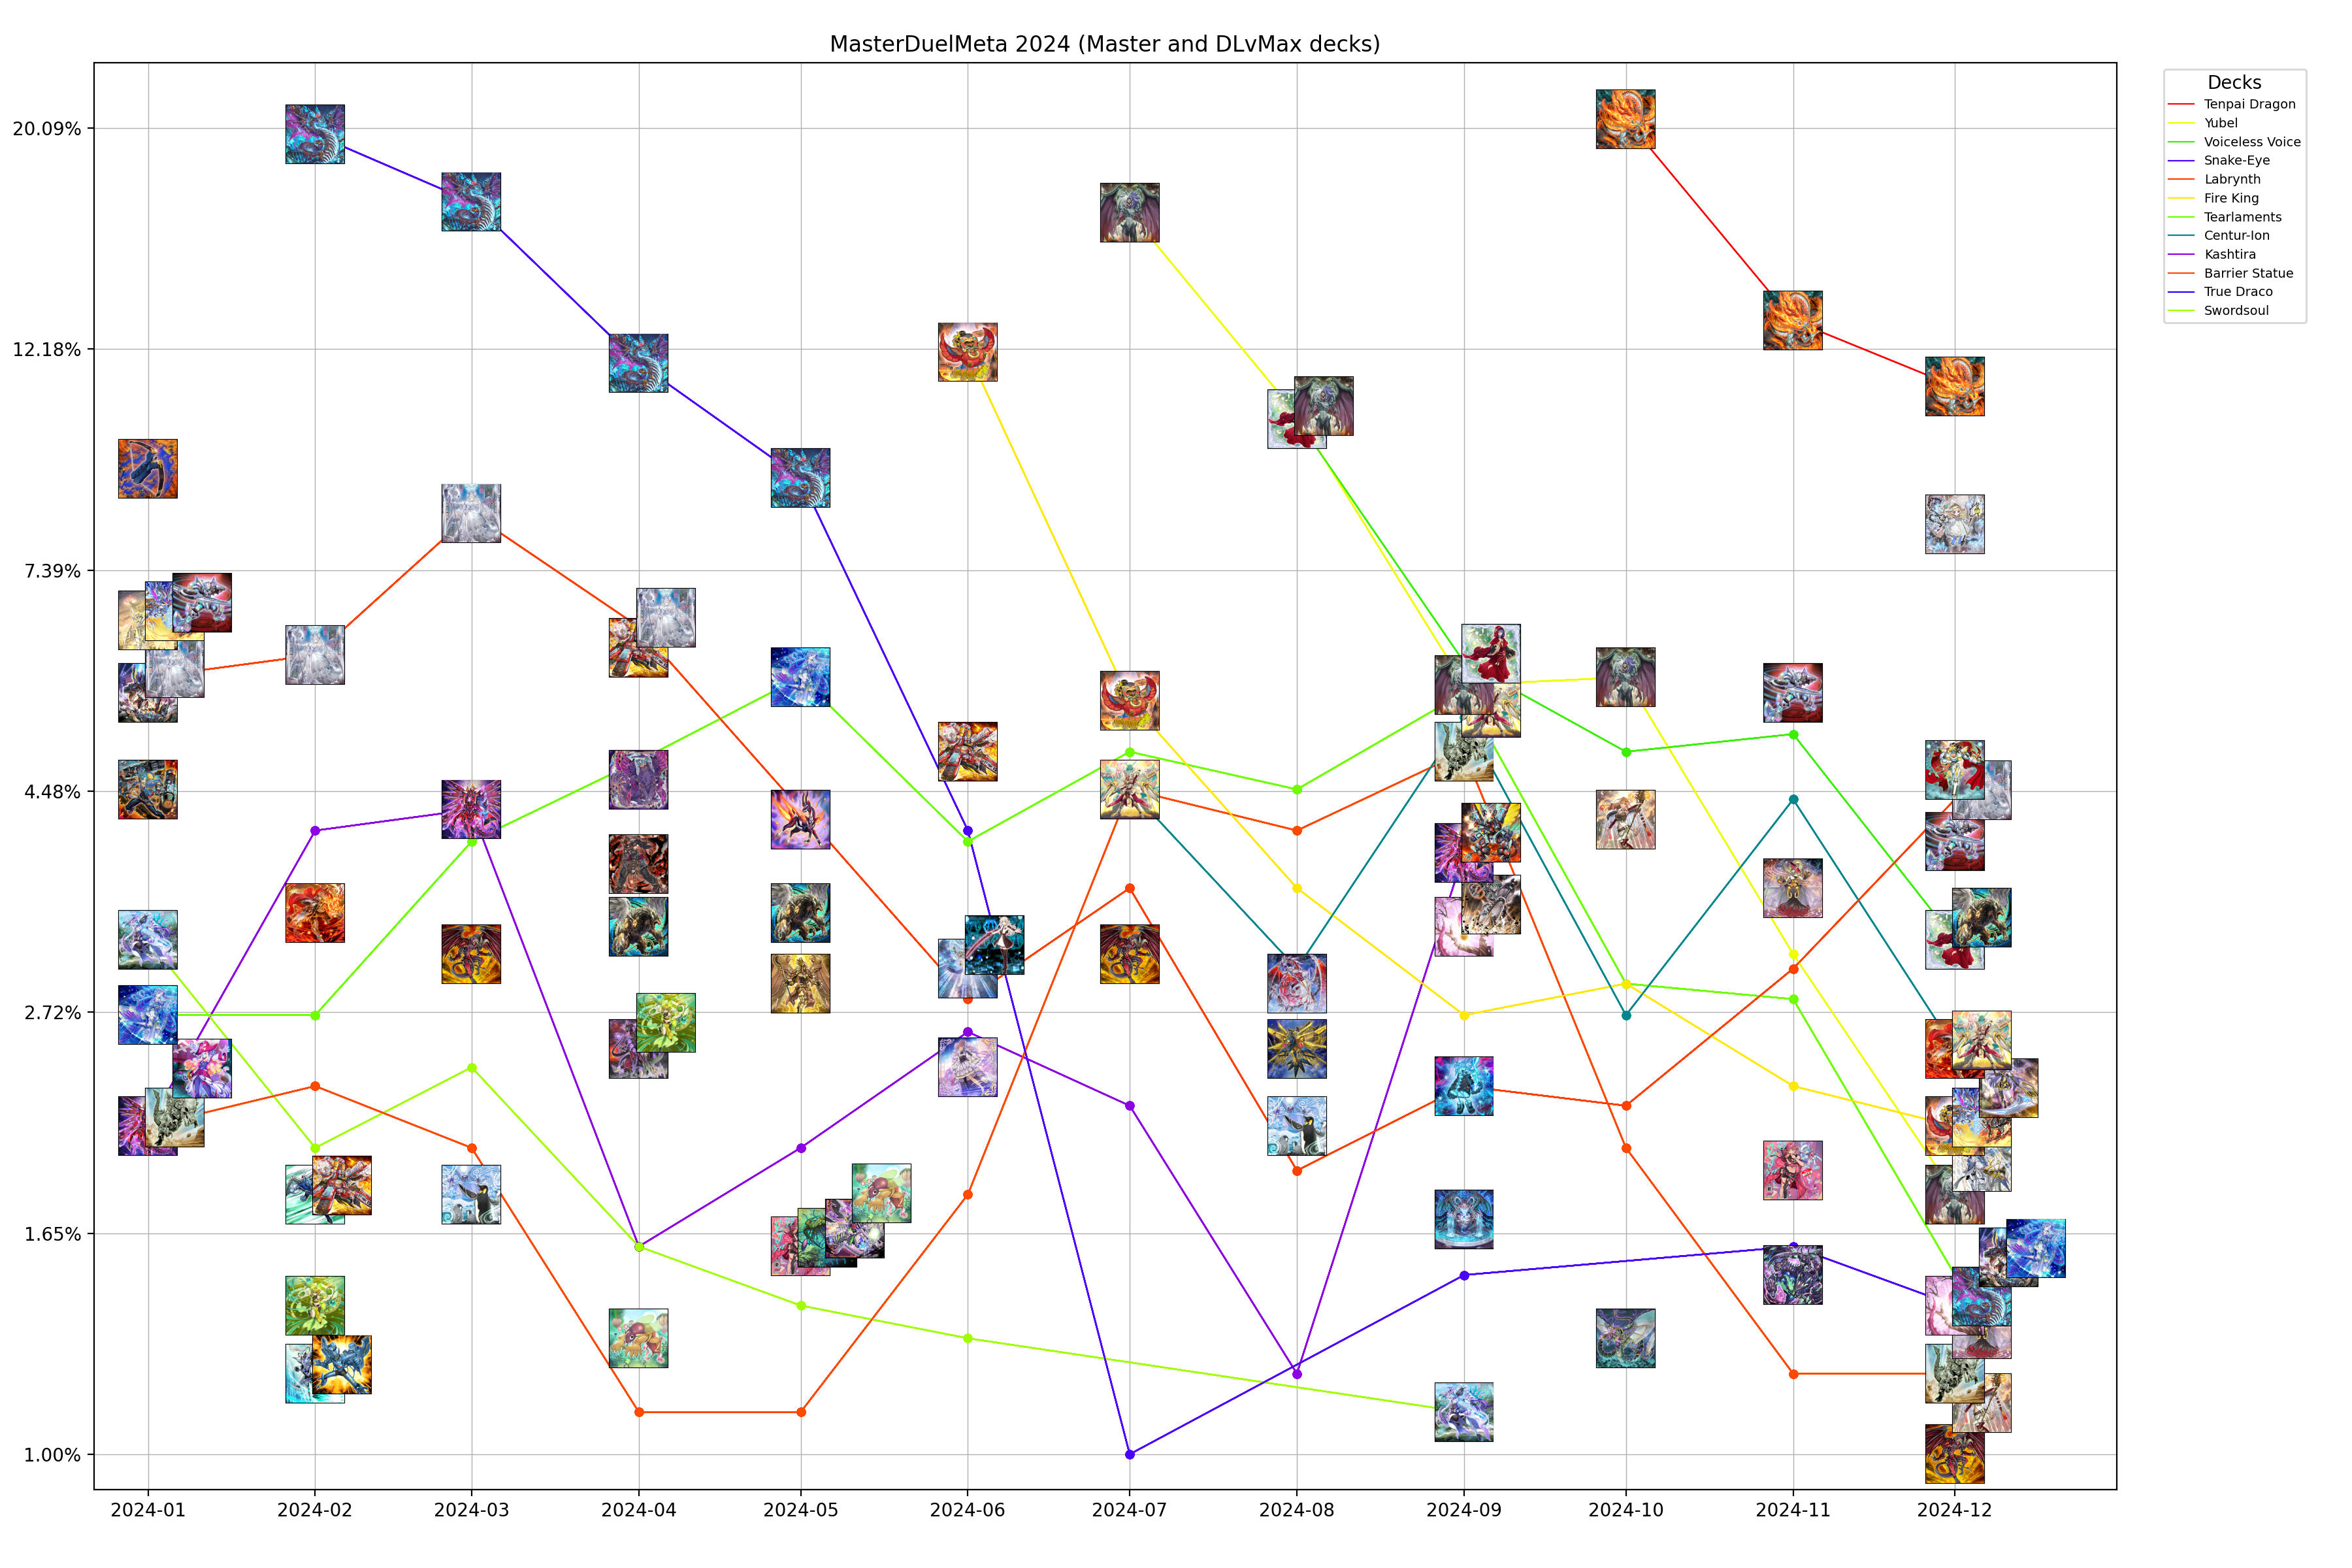 MasterDuelMeta 2024 (Master and DLvMax decks)
20.09%
12.18%
7.39%
4.48%
2.72%
1.65%
1.00%
2024-01
2024-02
2024-03
2024-04
2024-05
2024-06
2024-07
2024-08
2024-09
2024-10
2024-11
2024-12
Decks
Tenpai Dragon
Yubel
Voiceless Voice
Snake-Eye
Labrynth
Fire King
Tearlaments
Centur-Ion
Kashtira
Barrier Statue
True Draco
Swordsoul